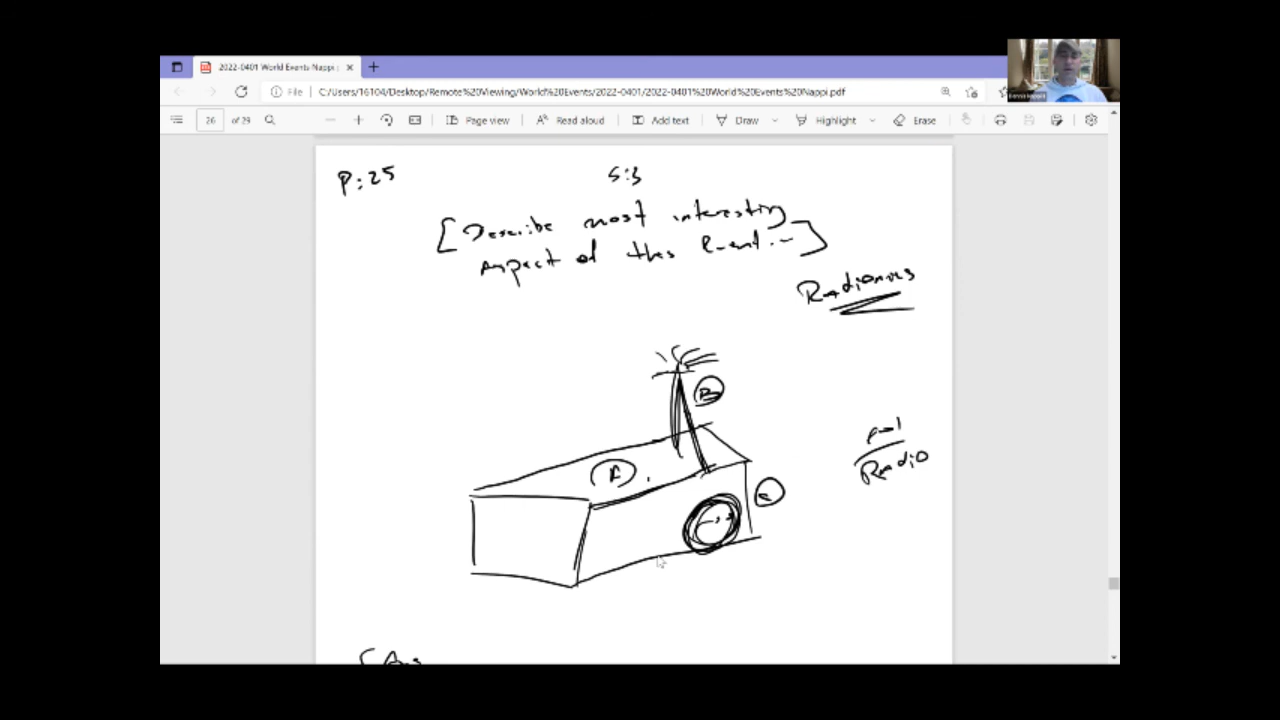 2022-0401 World Events Nappi.
File
C:/Users/16104/Desktop/Remote%20Viewing/World%20Events/2022-0401/2022-0401%20World%20Events%20Nappi.pdf
26 of 29
Page view
Read aloud
Add text
Draw
Highlight
Erase
P:25
S:3
[Describe most interesting
Aspect of this Event...]
Radionics
B
A
C
Radio